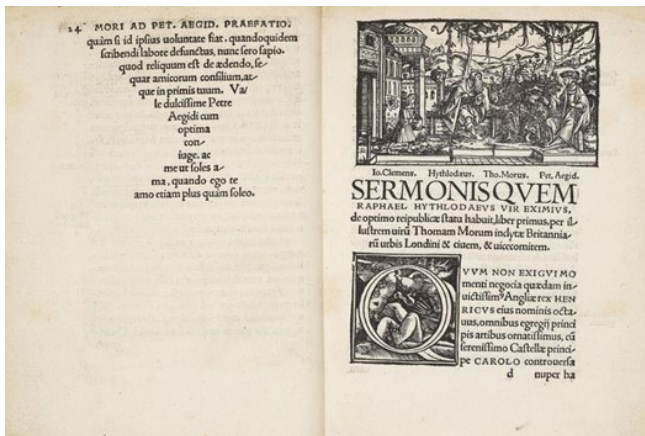 24 MORI AD PET. AEGID. PRAEFATIO.
quàm si id ipsius uoluntate fiat. quandoquidem
scribendi labore defunctus, nunc sero sapio.
quod reliquum est de ædendo, se-
quar amicorum consilium, at-
que in primis tuum. Va-
le dulcissime Petre
Aegidi cum
optima
con-
iuge. ac
me ut soles a-
ma, quando ego te
amo etiam plus quàm soleo.
Io. Clemens. Hythlodæus. Tho. Morus. Pet. Aegid.
SERMONIS QVEM
RAPHAEL HYTHLODAEVS VIR EXIMIVS,
de optimo reipublicæ statu habuit, liber primus, per il-
lustrem uirũ Thomam Morum inclytæ Britannia-
rũ urbis Londini & ciuem, & uicecomitem.
QVVM NON EXIGVI MO
menti negocia quædam in-
uictissimꝰ Angliæ rex HEN
RICVS eius nominis octa-
uus, omnibus egregij princi
pis artibus ornatissimus, cũ
serenissimo Castellæ princi-
pe CAROLO controuersa
d nuper ha